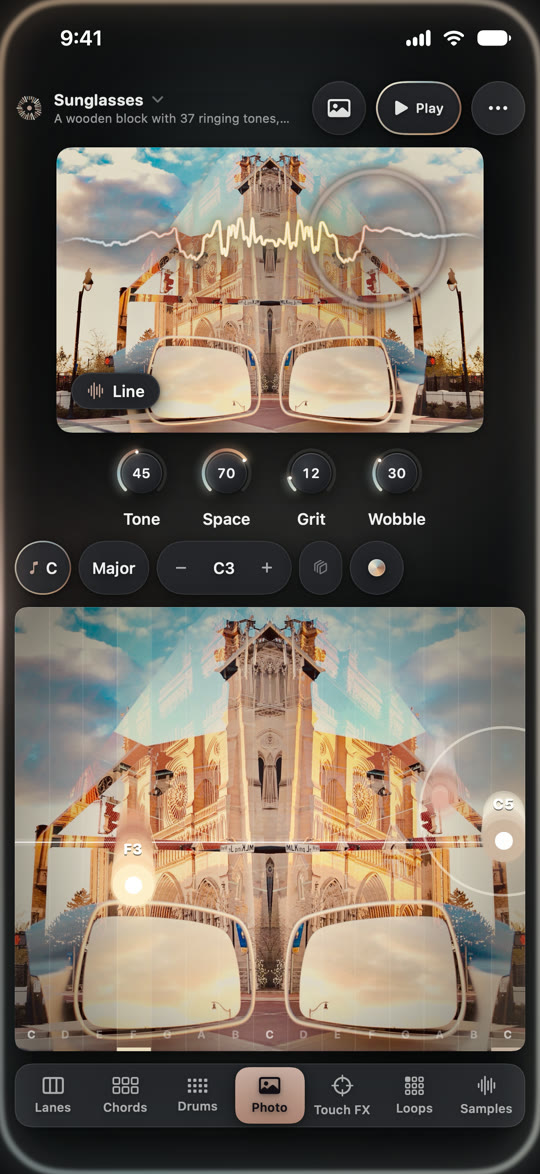 9:41
Sunglasses
A wooden block with 37 ringing tones,...
Play
Line
45
70
12
30
Tone
Space
Grit
Wobble
C
Major
− C3 +
C5
F3
C D E F G A B C D E F G A B C
Lanes
Chords
Drums
Photo
Touch FX
Loops
Samples